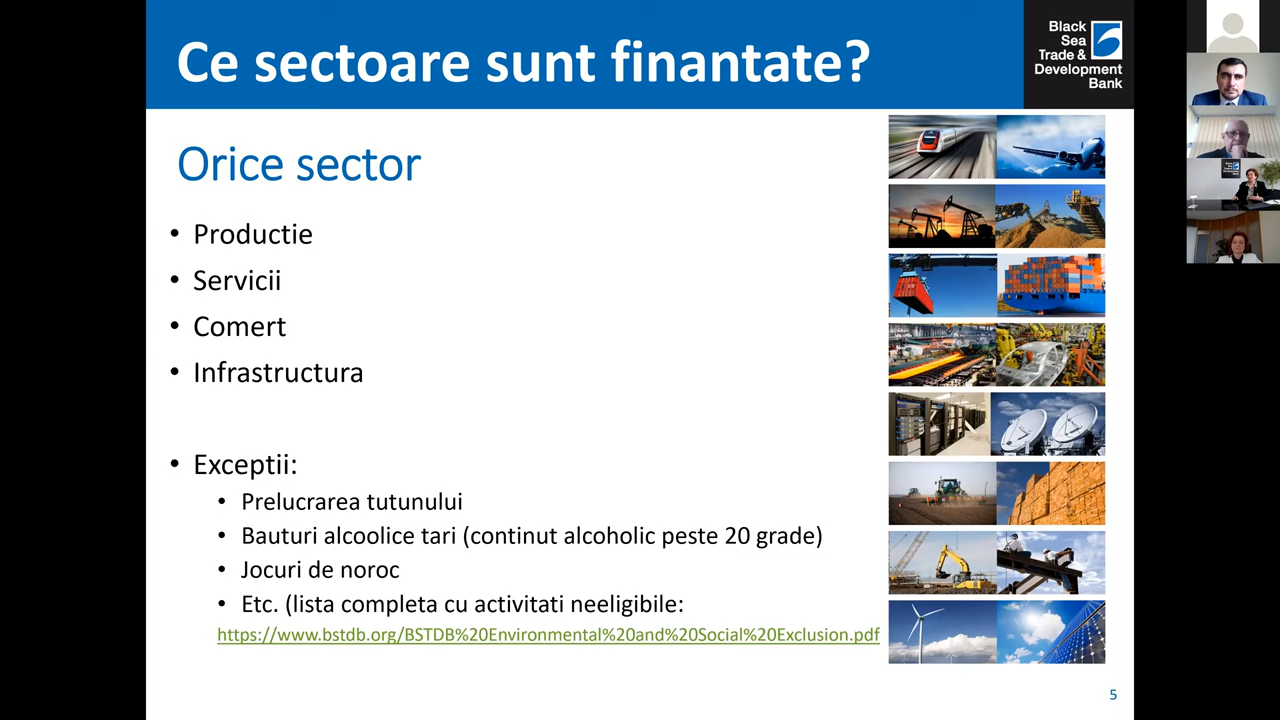 Ce sectoare sunt finantate?
Black
Sea
Trade &
Development
Bank
Orice sector
• Productie
• Servicii
• Comert
• Infrastructura
• Exceptii:
• Prelucrarea tutunului
• Bauturi alcoolice tari (continut alcoholic peste 20 grade)
• Jocuri de noroc
• Etc. (lista completa cu activitati neeligibile:
https://www.bstdb.org/BSTDB%20Environmental%20and%20Social%20Exclusion.pdf
5